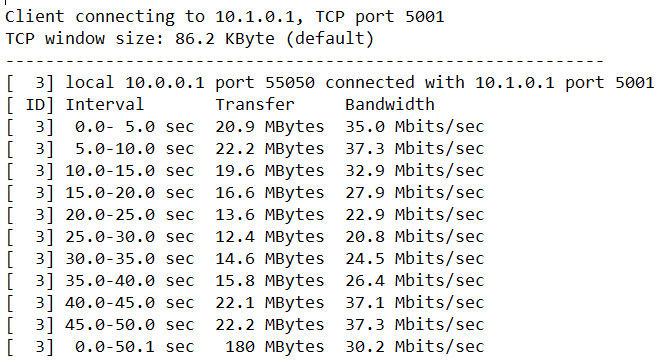 Client connecting to 10.1.0.1, TCP port 5001
TCP window size: 86.2 KByte (default)
------------------------------------------------------------
[  3] local 10.0.0.1 port 55050 connected with 10.1.0.1 port 5001
[ ID] Interval       Transfer     Bandwidth
[  3]  0.0- 5.0 sec  20.9 MBytes  35.0 Mbits/sec
[  3]  5.0-10.0 sec  22.2 MBytes  37.3 Mbits/sec
[  3] 10.0-15.0 sec  19.6 MBytes  32.9 Mbits/sec
[  3] 15.0-20.0 sec  16.6 MBytes  27.9 Mbits/sec
[  3] 20.0-25.0 sec  13.6 MBytes  22.9 Mbits/sec
[  3] 25.0-30.0 sec  12.4 MBytes  20.8 Mbits/sec
[  3] 30.0-35.0 sec  14.6 MBytes  24.5 Mbits/sec
[  3] 35.0-40.0 sec  15.8 MBytes  26.4 Mbits/sec
[  3] 40.0-45.0 sec  22.1 MBytes  37.1 Mbits/sec
[  3] 45.0-50.0 sec  22.2 MBytes  37.3 Mbits/sec
[  3]  0.0-50.1 sec   180 MBytes  30.2 Mbits/sec